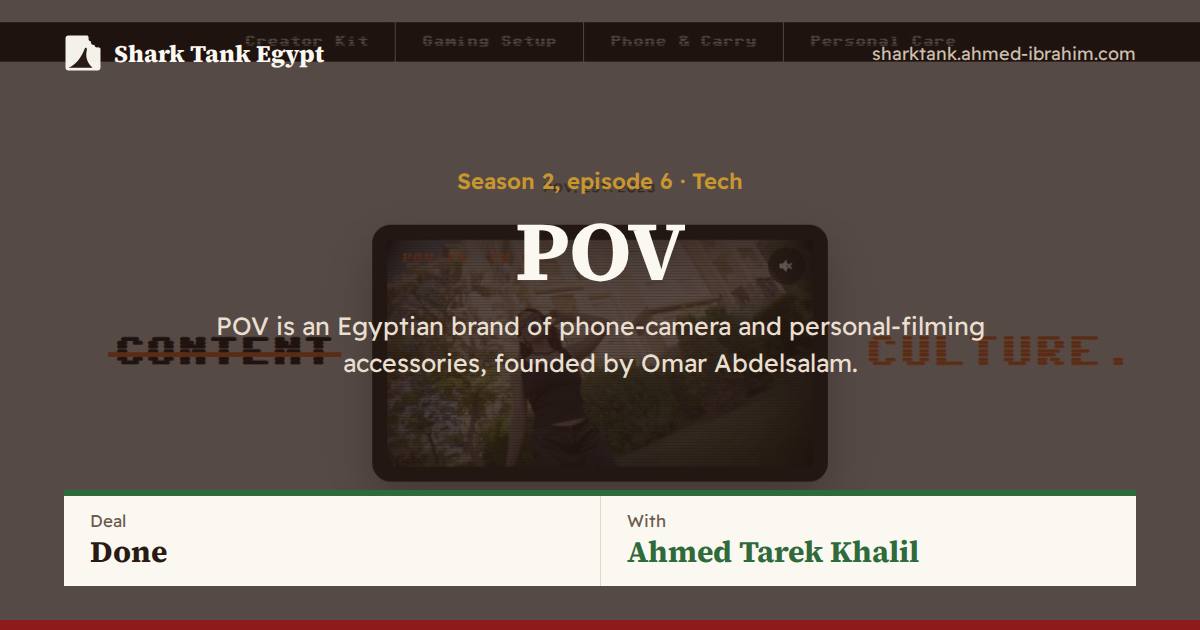 Creator Kit
Gaming Setup
Phone & Carry
Personal Care
Shark Tank Egypt
sharktank.ahmed-ibrahim.com
Season 2, episode 6 · Tech
POV
POV is an Egyptian brand of phone-camera and personal-filming
accessories, founded by Omar Abdelsalam.
CONTENT
CULTURE.
Deal
Done
With
Ahmed Tarek Khalil